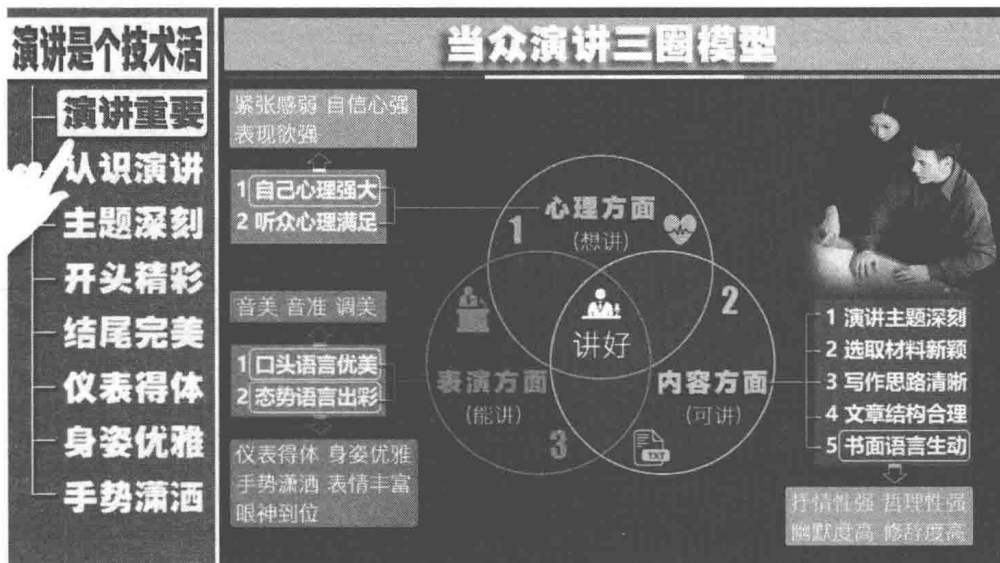 演讲是个技术活
演讲重要
认识演讲
主题深刻
开头精彩
结尾完美
仪表得体
身姿优雅
手势潇洒
当众演讲三圈模型
紧张感弱 自信心强
表现欲强
1 自己心理强大
2 听众心理满足
音美 音准 调美
1 口头语言优美
2 态势语言出彩
仪表得体 身姿优雅
手势潇洒 表情丰富
眼神到位
1
心理方面
(想讲)
2
讲好
表演方面
(能讲)
3
内容方面
(可讲)
TXT
1 演讲主题深刻
2 选取材料新颖
3 写作思路清晰
4 文章结构合理
5 书面语言生动
抒情性强 哲理性强
幽默度高 修辞度高